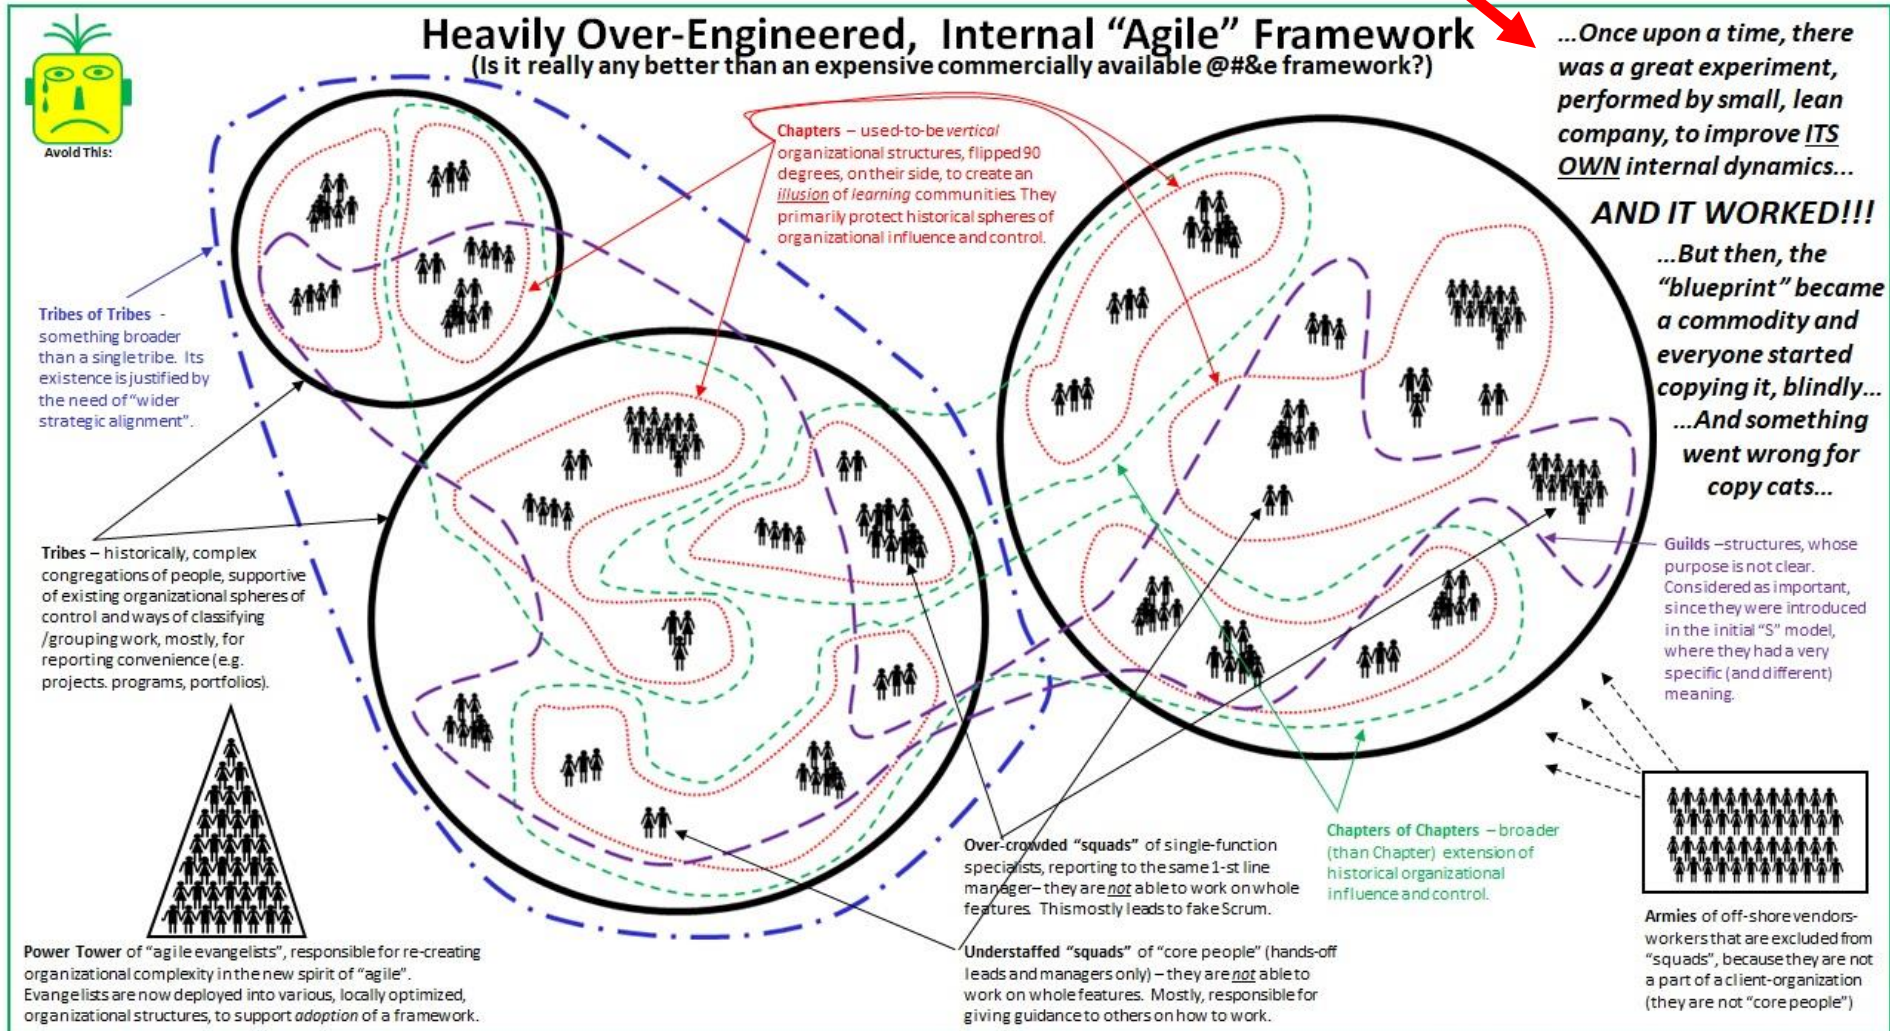 Heavily Over-Engineered, Internal “Agile” Framework
(Is it really any better than an expensive commercially available @#&e framework?)
Avoid This:
...Once upon a time, there
was a great experiment,
performed by small, lean
company, to improve ITS
OWN internal dynamics...
AND IT WORKED!!!
...But then, the
“blueprint” became
a commodity and
everyone started
copying it, blindly...
...And something
went wrong for
copy cats...
Chapters – used-to-be vertical
organizational structures, flipped 90
degrees, on their side, to create an
illusion of learning communities. They
primarily protect historical spheres of
organizational influence and control.
Tribes of Tribes -
something broader
than a single tribe. Its
existence is justified by
the need of “wider
strategic alignment”.
Tribes – historically, complex
congregations of people, supportive
of existing organizational spheres of
control and ways of classifying
/grouping work, mostly, for
reporting convenience (e.g.
projects. programs, portfolios).
Guilds –structures, whose
purpose is not clear.
Considered as important,
since they were introduced
in the initial “S” model,
where they had a very
specific (and different)
meaning.
Power Tower of “agile evangelists”, responsible for re-creating
organizational complexity in the new spirit of “agile”.
Evangelists are now deployed into various, locally optimized,
organizational structures, to support adoption of a framework.
Over-crowded “squads” of single-function
specialists, reporting to the same 1-st line
manager– they are not able to work on whole
features. This mostly leads to fake Scrum.
Understaffed “squads” of “core people” (hands-off
leads and managers only) – they are not able to
work on whole features. Mostly, responsible for
giving guidance to others on how to work.
Chapters of Chapters – broader
(than Chapter) extension of
historical organizational
influence and control.
Armies of off-shore vendors-
workers that are excluded from
“squads”, because they are not
a part of a client-organization
(they are not “core people”)